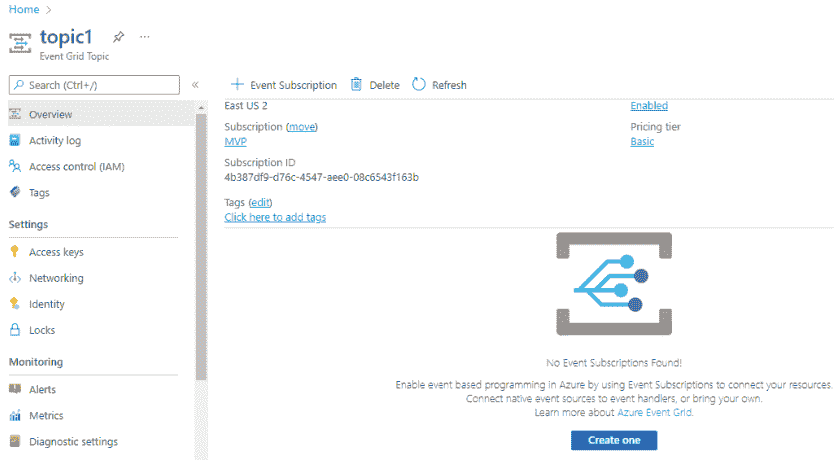 Home >
topic1
...
Event Grid Topic
Search (Ctrl+/)
«
Overview
Activity log
Access control (IAM)
Tags
Settings
Access keys
Networking
Identity
Locks
Monitoring
Alerts
Metrics
Diagnostic settings
+ Event Subscription Delete Refresh
East US 2 Enabled
Subscription (move) Pricing tier
MVP Basic
Subscription ID
4b387df9-d76c-4547-aee0-08c6543f163b
Tags (edit)
Click here to add tags
No Event Subscriptions Found!
Enable event based programming in Azure by using Event Subscriptions to connect your resources.
Connect native event sources to event handlers, or bring your own.
Learn more about Azure Event Grid.
Create one